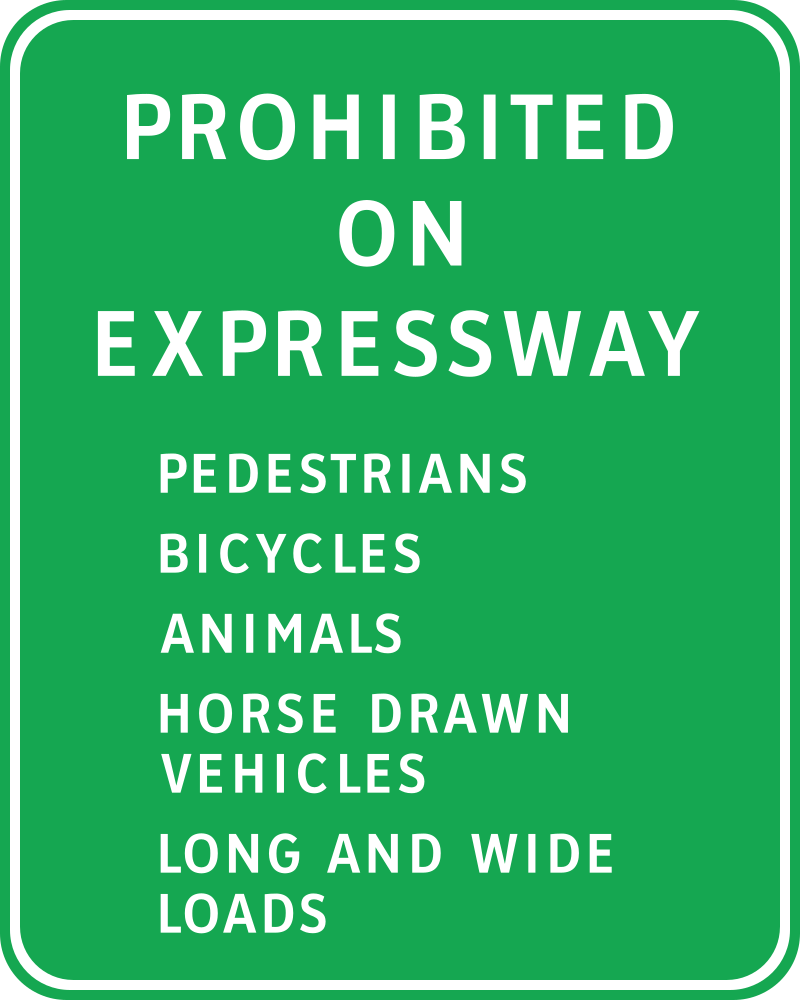 PROHIBITED
ON
EXPRESSWAY
PEDESTRIANS
BICYCLES
ANIMALS
HORSE DRAWN
VEHICLES
LONG AND WIDE
LOADS